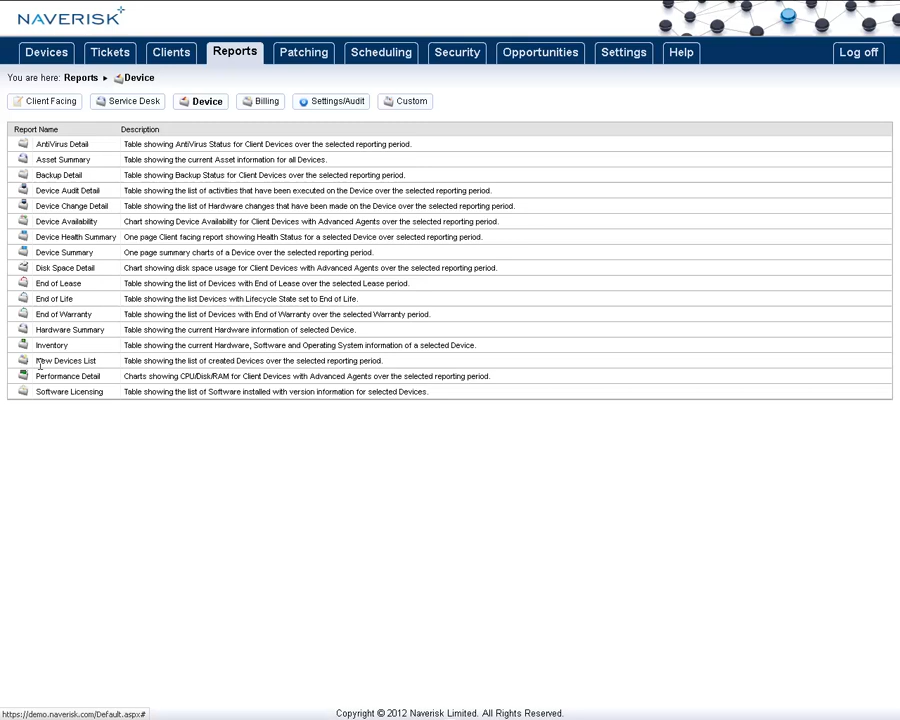 NAVERISK
Devices Tickets Clients Reports Patching Scheduling Security Opportunities Settings Help Log off
You are here: Reports ▸ Device
Client Facing Service Desk Device Billing Settings/Audit Custom
Report Name Description
AntiVirus Detail Table showing AntiVirus Status for Client Devices over the selected reporting period.
Asset Summary Table showing the current Asset information for all Devices.
Backup Detail Table showing Backup Status for Client Devices over the selected reporting period.
Device Audit Detail Table showing the list of activities that have been executed on the Device over the selected reporting period.
Device Change Detail Table showing the list of Hardware changes that have been made on the Device over the selected reporting period.
Device Availability Chart showing Device Availability for Client Devices with Advanced Agents over the selected reporting period.
Device Health Summary One page Client facing report showing Health Status for a selected Device over selected reporting period.
Device Summary One page summary charts of a Device over the selected reporting period.
Disk Space Detail Chart showing disk space usage for Client Devices with Advanced Agents over the selected reporting period.
End of Lease Table showing the list of Devices with End of Lease over the selected Lease period.
End of Life Table showing the list Devices with Lifecycle State set to End of Life.
End of Warranty Table showing the list of Devices with End of Warranty over the selected Warranty period.
Hardware Summary Table showing the current Hardware information of selected Device.
Inventory Table showing the current Hardware, Software and Operating System information of a selected Device.
New Devices List Table showing the list of created Devices over the selected reporting period.
Performance Detail Charts showing CPU/Disk/RAM for Client Devices with Advanced Agents over the selected reporting period.
Software Licensing Table showing the list of Software installed with version information for selected Devices.
https://demo.naverisk.com/Default.aspx#
Copyright © 2012 Naverisk Limited. All Rights Reserved.